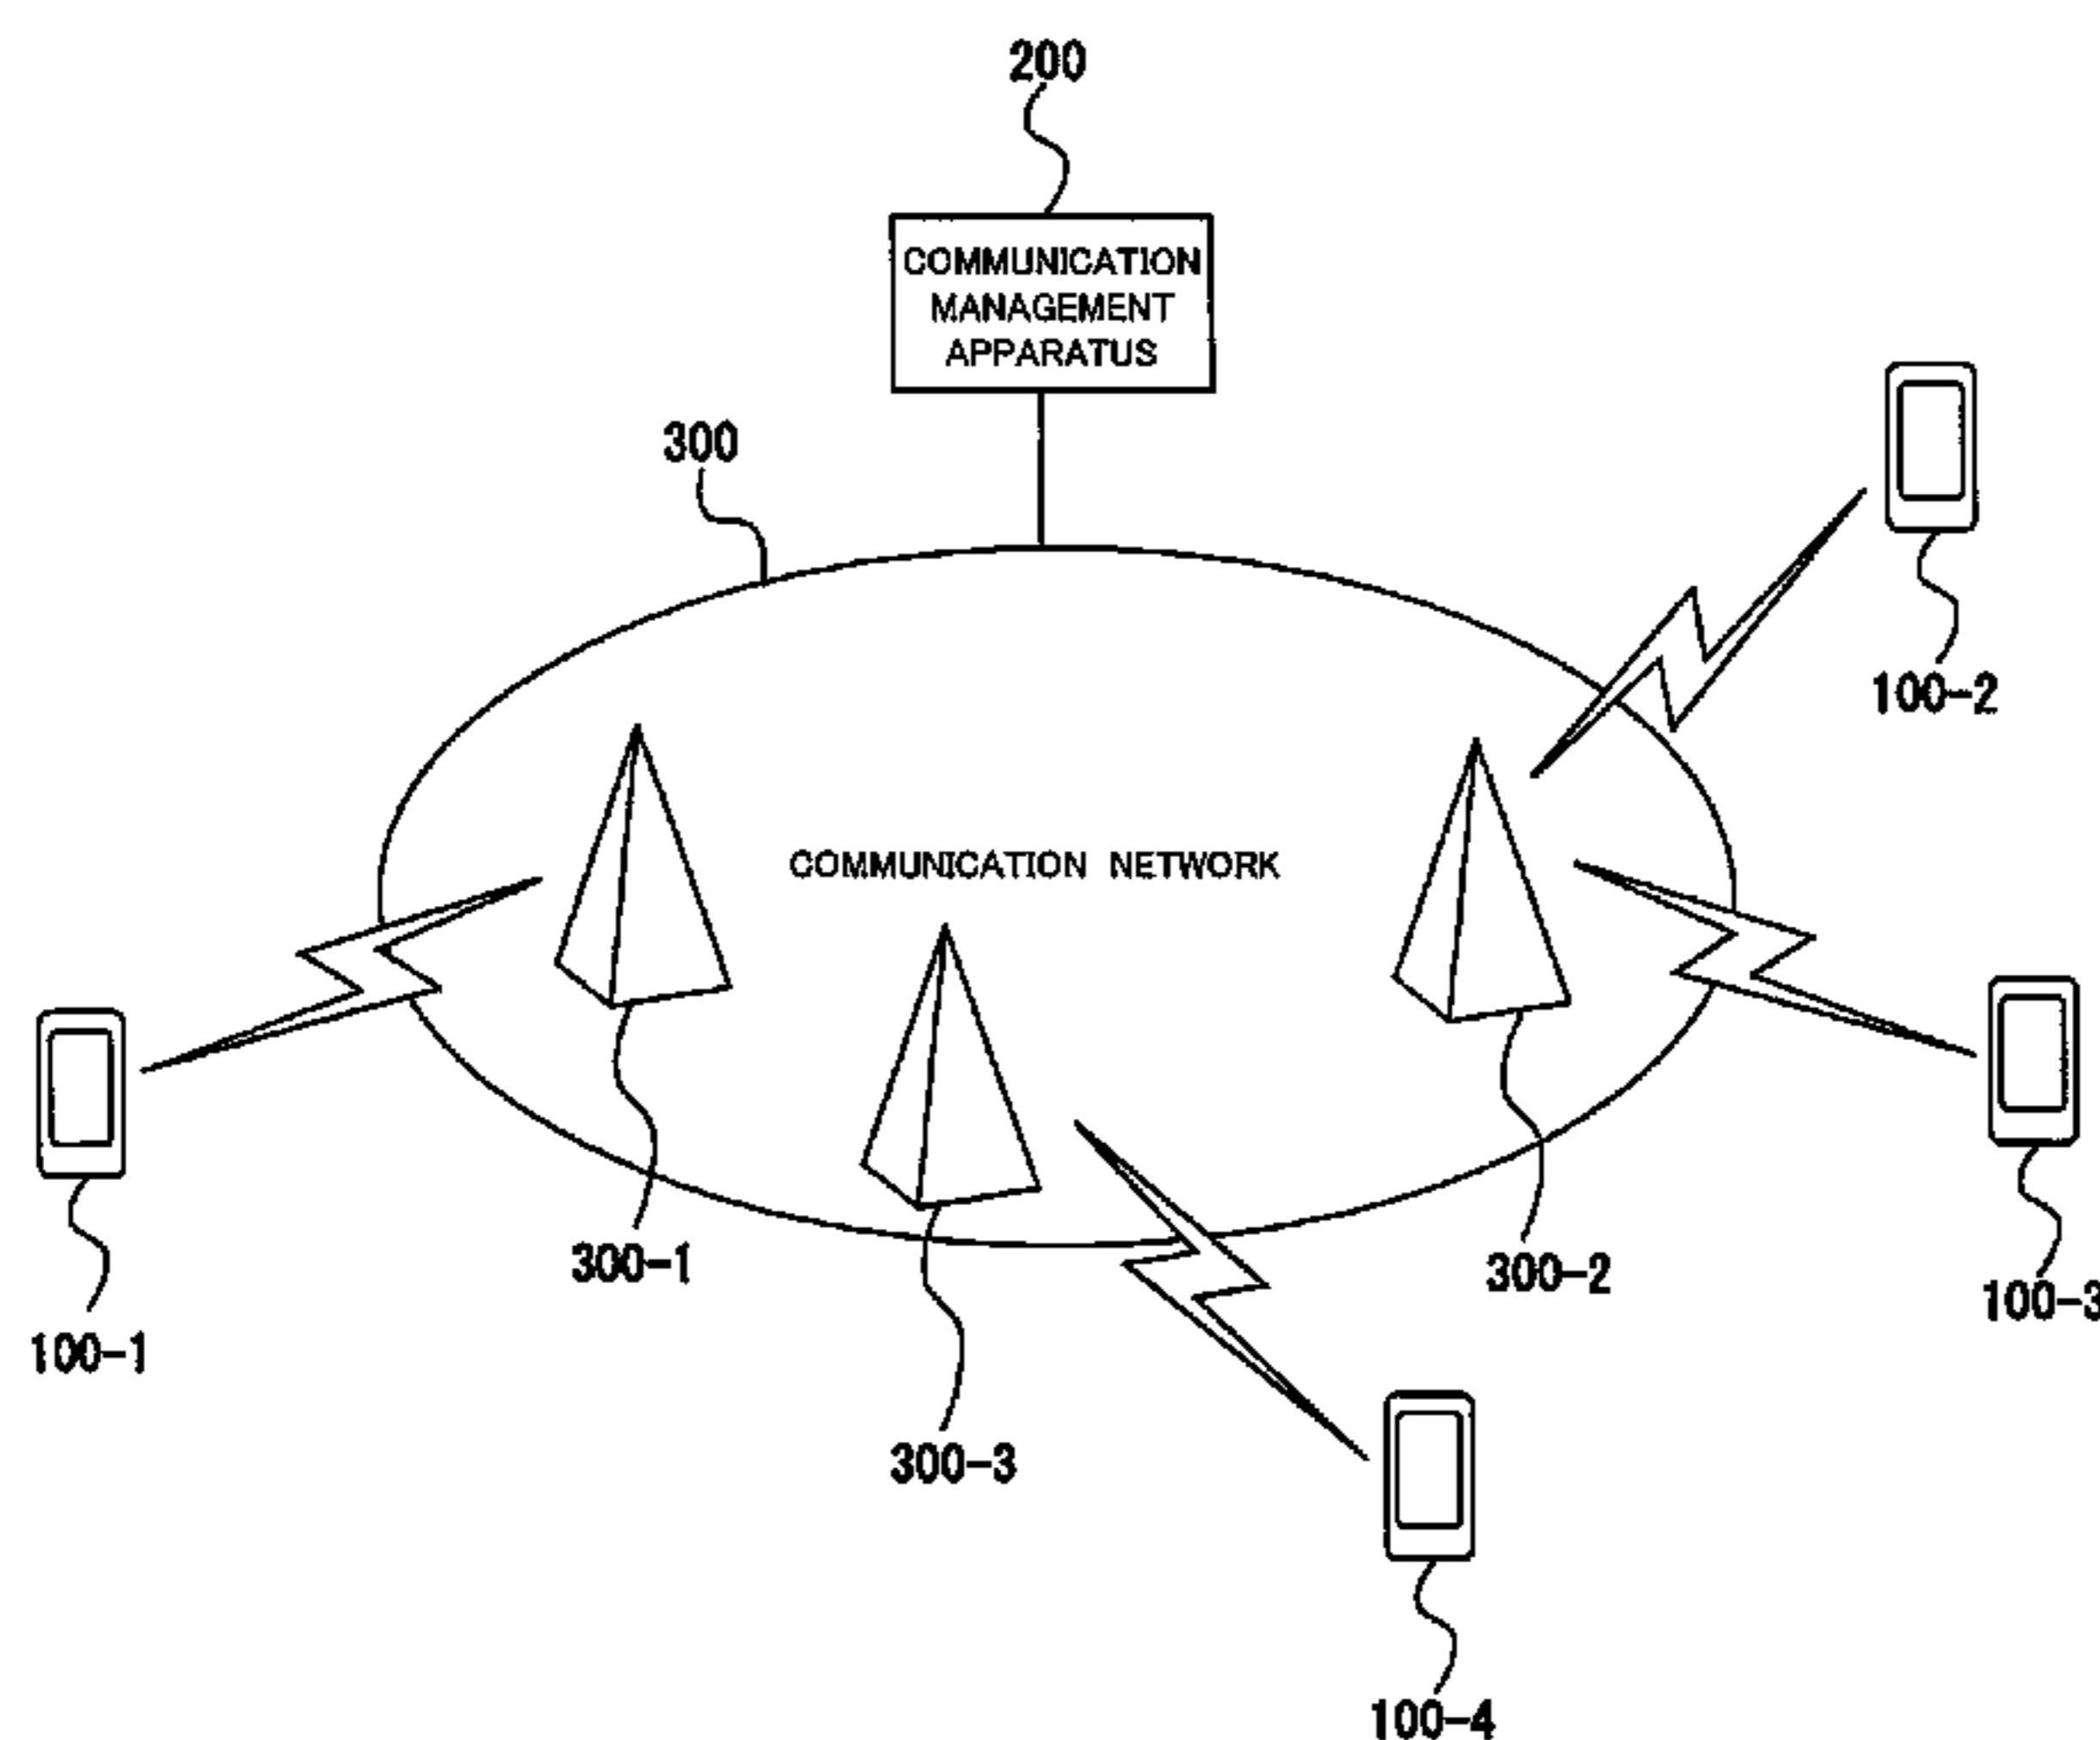 200
COMMUNICATION
MANAGEMENT
APPARATUS
300
100-2
COMMUNICATION NETWORK
300-1
300-2
100-3
100-1
300-3
100-4